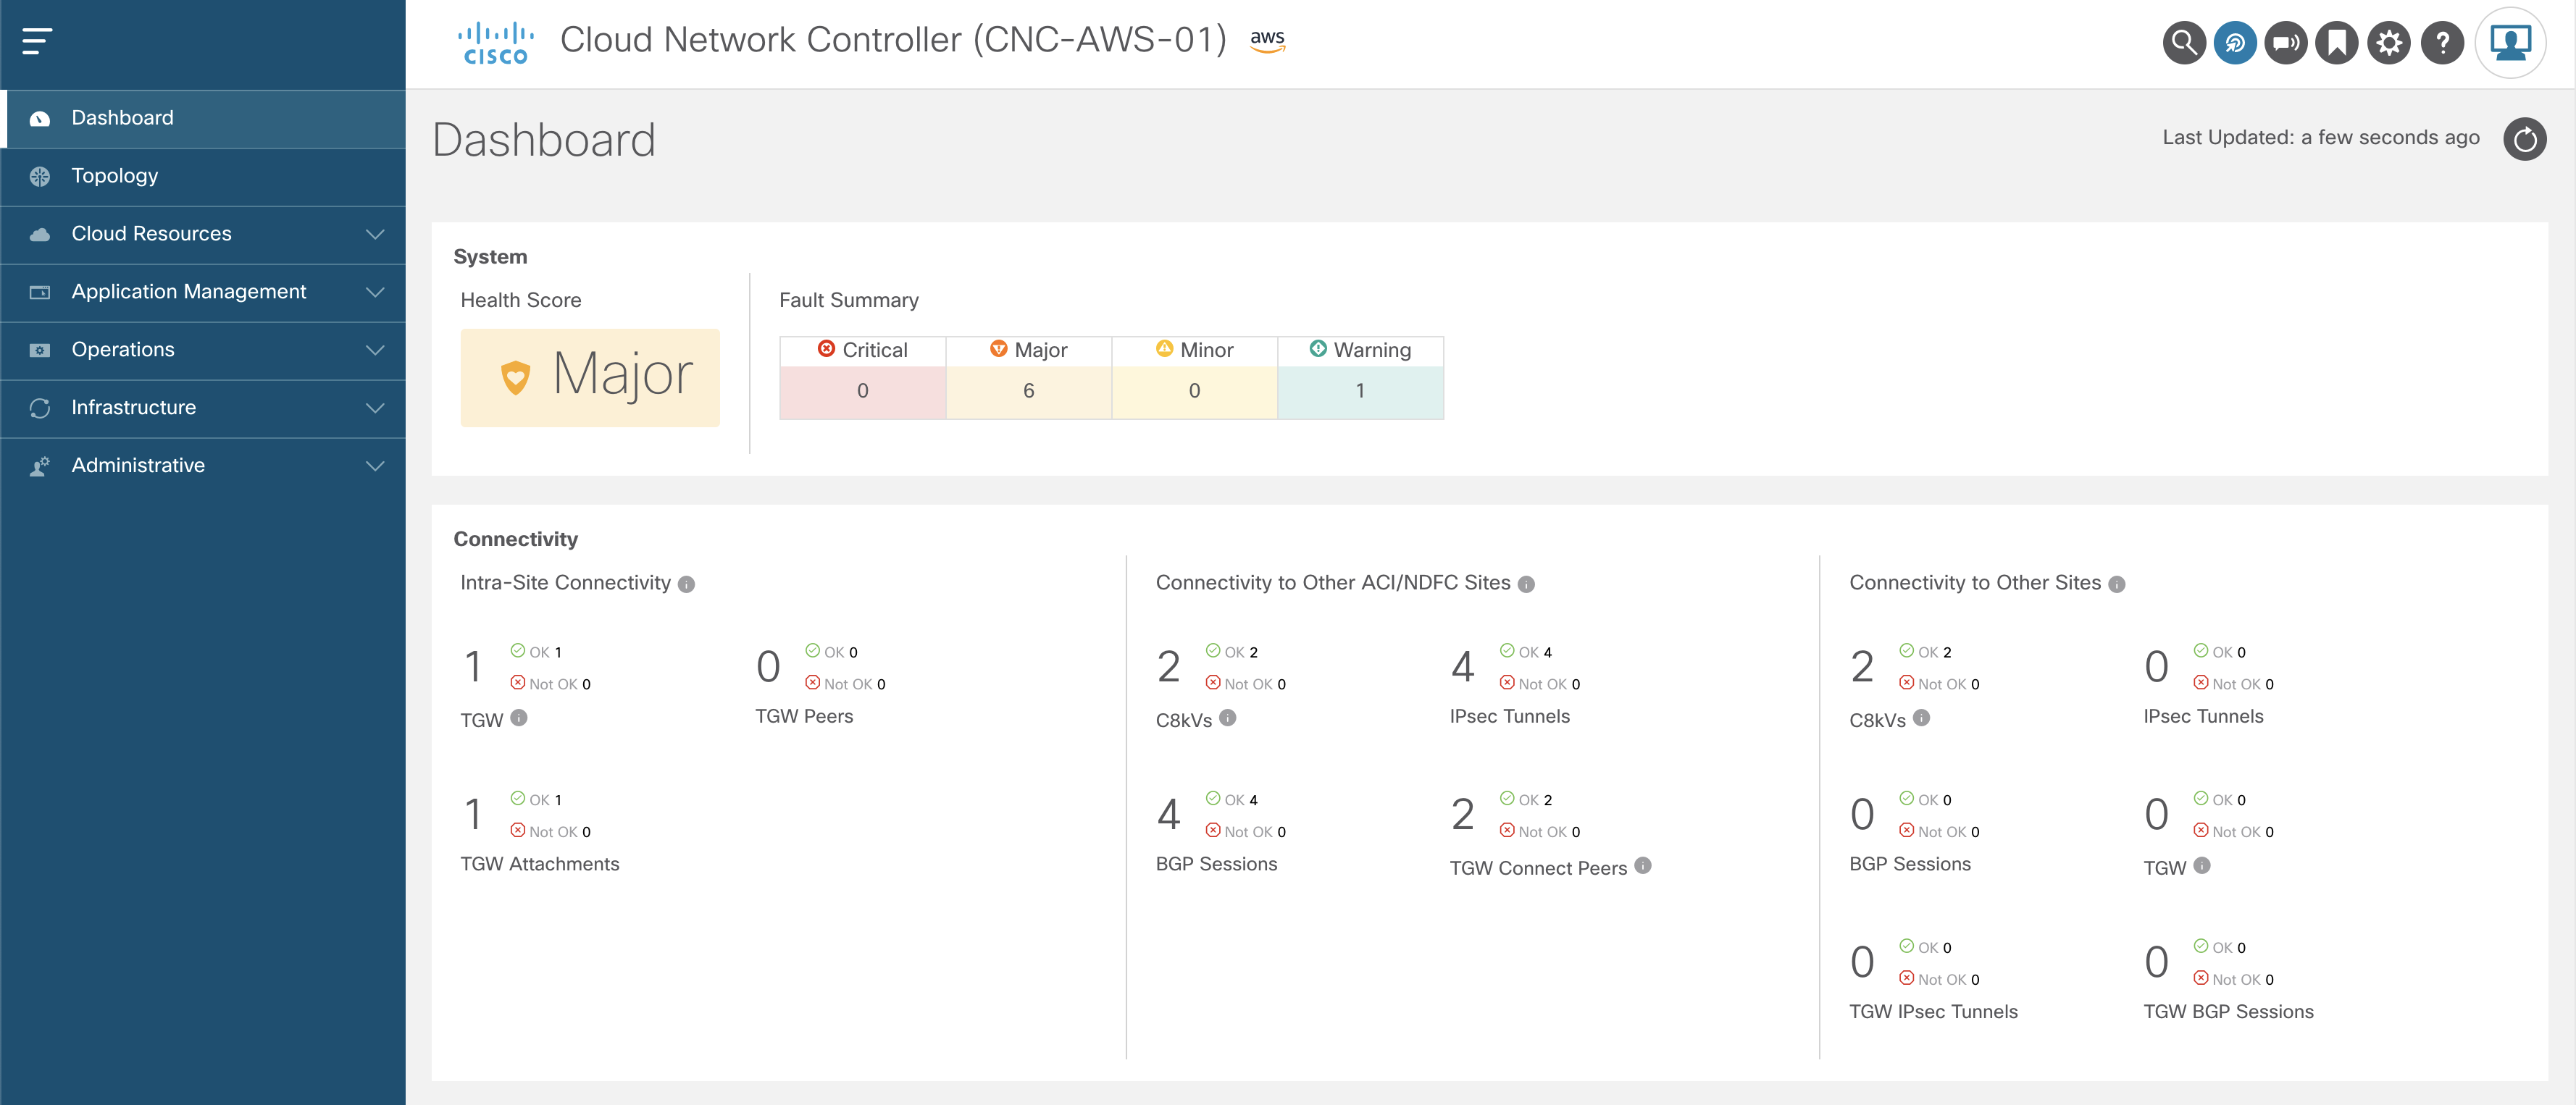 cisco
Cloud Network Controller (CNC-AWS-01)
aws
Dashboard
Topology
Cloud Resources
Application Management
Operations
Infrastructure
Administrative
Dashboard
Last Updated: a few seconds ago
System
Health Score
Major
Fault Summary
Critical Major Minor Warning
0 6 0 1
Connectivity
Intra-Site Connectivity
1 OK 1
Not OK 0
TGW
0 OK 0
Not OK 0
TGW Peers
1 OK 1
Not OK 0
TGW Attachments
Connectivity to Other ACI/NDFC Sites
2 OK 2
Not OK 0
C8kVs
4 OK 4
Not OK 0
IPsec Tunnels
4 OK 4
Not OK 0
BGP Sessions
2 OK 2
Not OK 0
TGW Connect Peers
Connectivity to Other Sites
2 OK 2
Not OK 0
C8kVs
0 OK 0
Not OK 0
IPsec Tunnels
0 OK 0
Not OK 0
BGP Sessions
0 OK 0
Not OK 0
TGW
0 OK 0
Not OK 0
TGW IPsec Tunnels
0 OK 0
Not OK 0
TGW BGP Sessions